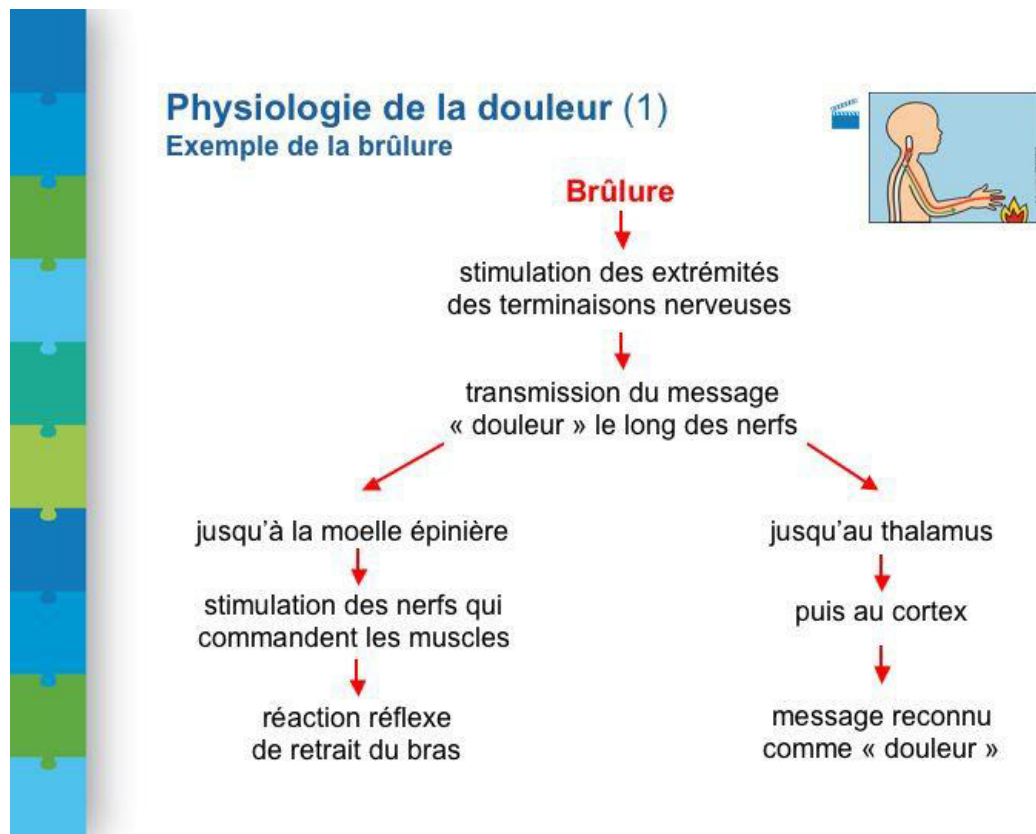 Physiologie de la douleur (1)
Exemple de la brûlure
Brûlure
stimulation des extrémités
des terminaisons nerveuses
transmission du message
« douleur » le long des nerfs
jusqu'à la moelle épinière
stimulation des nerfs qui
commandent les muscles
réaction réflexe
de retrait du bras
jusqu'au thalamus
puis au cortex
message reconnu
comme « douleur »